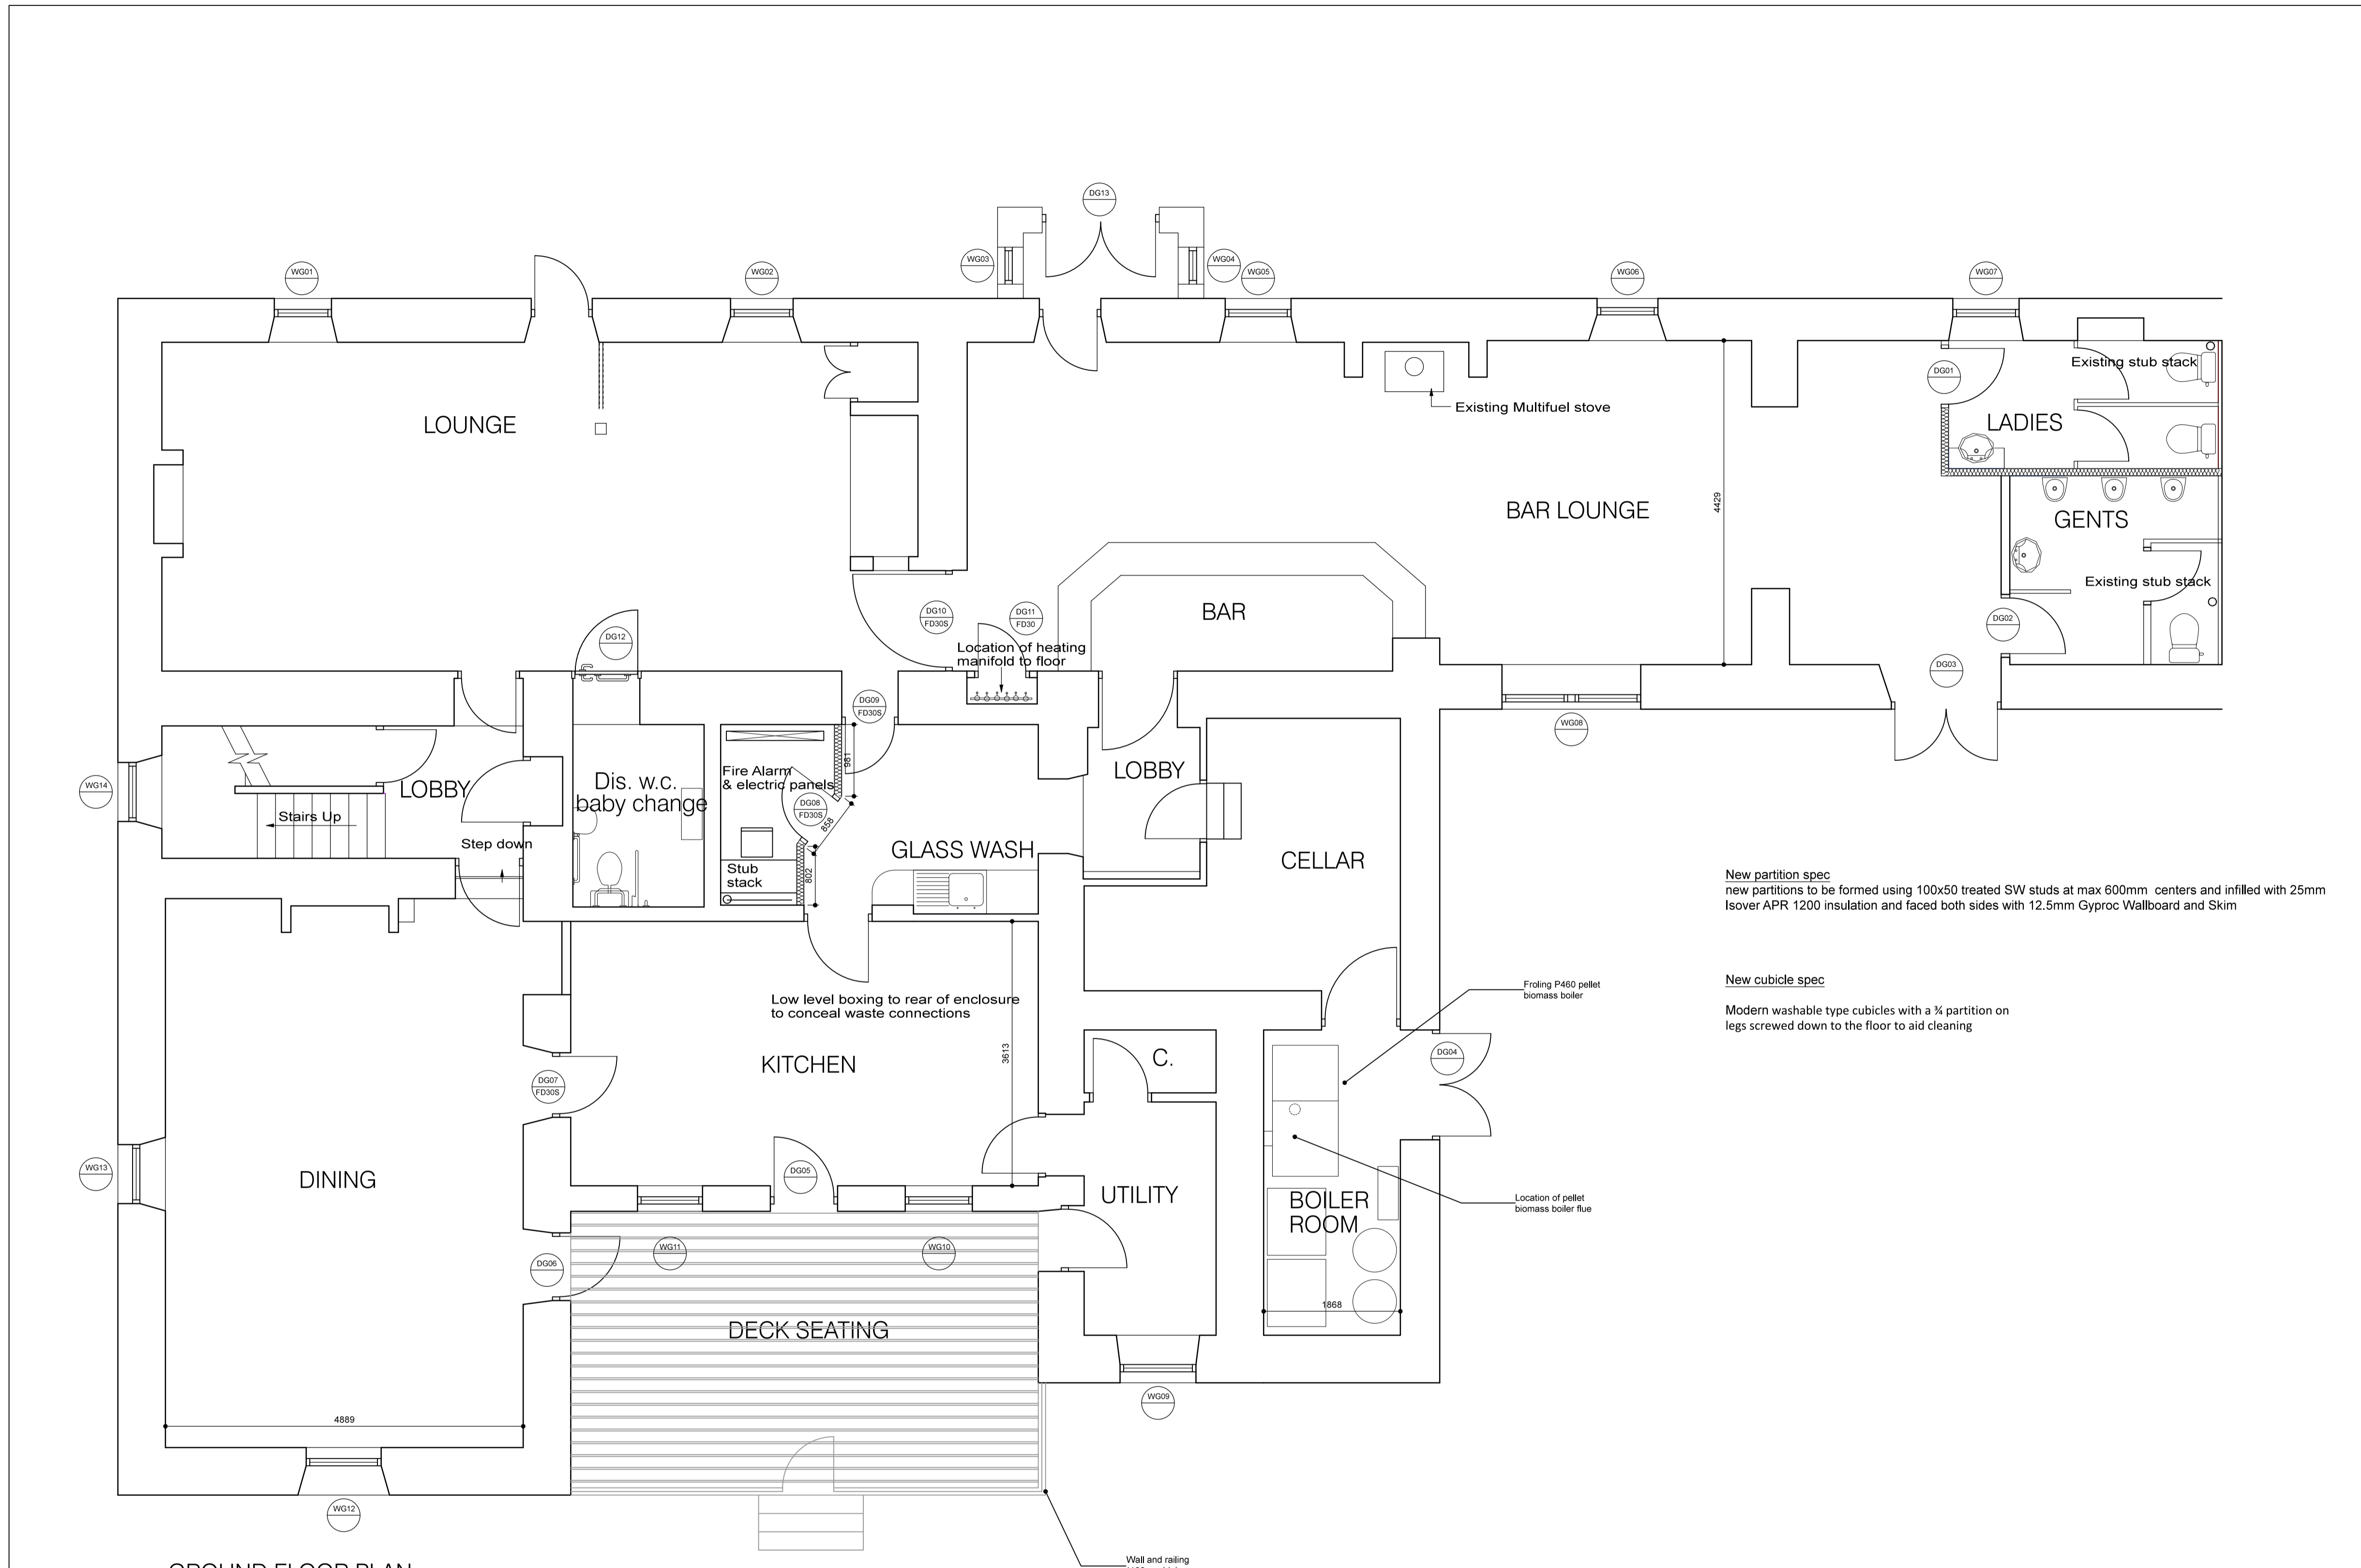 DG13
WG03
WG04
WG01
WG02
WG05
WG06
WG07
Existing stub stack
DG01
Existing Multifuel stove
LOUNGE
LADIES
4429
BAR LOUNGE
GENTS
Existing stub stack
DG10
FD30S
DG11
FD30
BAR
DG12
DG02
Location of heating
manifold to floor
DG03
DG09
FD30S
WG08
981
Fire Alarm
& electric panels
LOBBY
WG14
LOBBY
Dis. w.c.
baby change
DG08
FD30S
858
Stairs Up
Step down
GLASS WASH
CELLAR
Stub
stack
802
New partition spec
new partitions to be formed using 100x50 treated SW studs at max 600mm centers and infilled with 25mm
Isover APR 1200 insulation and faced both sides with 12.5mm Gyproc Wallboard and Skim
New cubicle spec
Modern washable type cubicles with a ¾ partition on
legs screwed down to the floor to aid cleaning
Froling P460 pellet
biomass boiler
Low level boxing to rear of enclosure
to conceal waste connections
3613
C.
DG04
KITCHEN
DG07
FD30S
WG13
DINING
DG05
UTILITY
BOILER
ROOM
Location of pellet
biomass boiler flue
WG11
WG10
DG06
1868
DECK SEATING
WG09
4889
WG12
GROUND FLOOR PLAN
Wall and railing